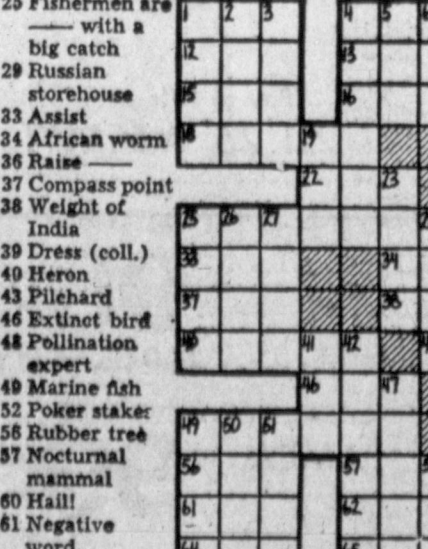 25 Fishermen are
—— with a
big catch
29 Russian
storehouse
33 Assist
34 African worm
36 Raise ——
37 Compass point
38 Weight of
India
39 Dress (coll.)
40 Heron
43 Pilchard
46 Extinct bird
48 Pollination
expert
49 Marine fish
52 Poker stake
56 Rubber tree
57 Nocturnal
mammal
60 Hail!
61 Negative
word
1 2 3 4 5
12 13
15 16
18 19
22 23
25 26 27
33 34
37 38
40 41 42
46 47
49 50 51
56 57
61 62